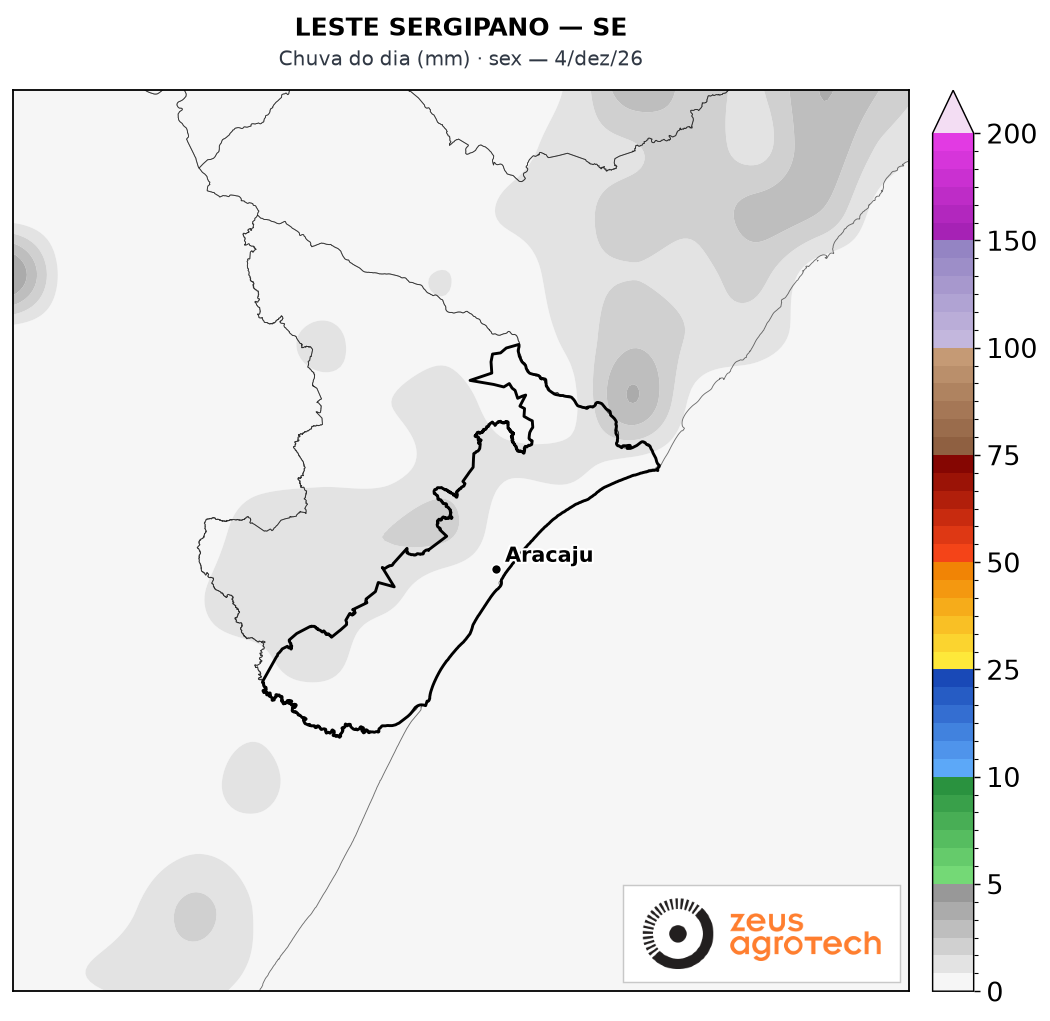 LESTE SERGIPANO — SE
Chuva do dia (mm) · sex — 4/dez/26
200
150
100
75
50
25
10
5
0
Aracaju
zeus
agrotech